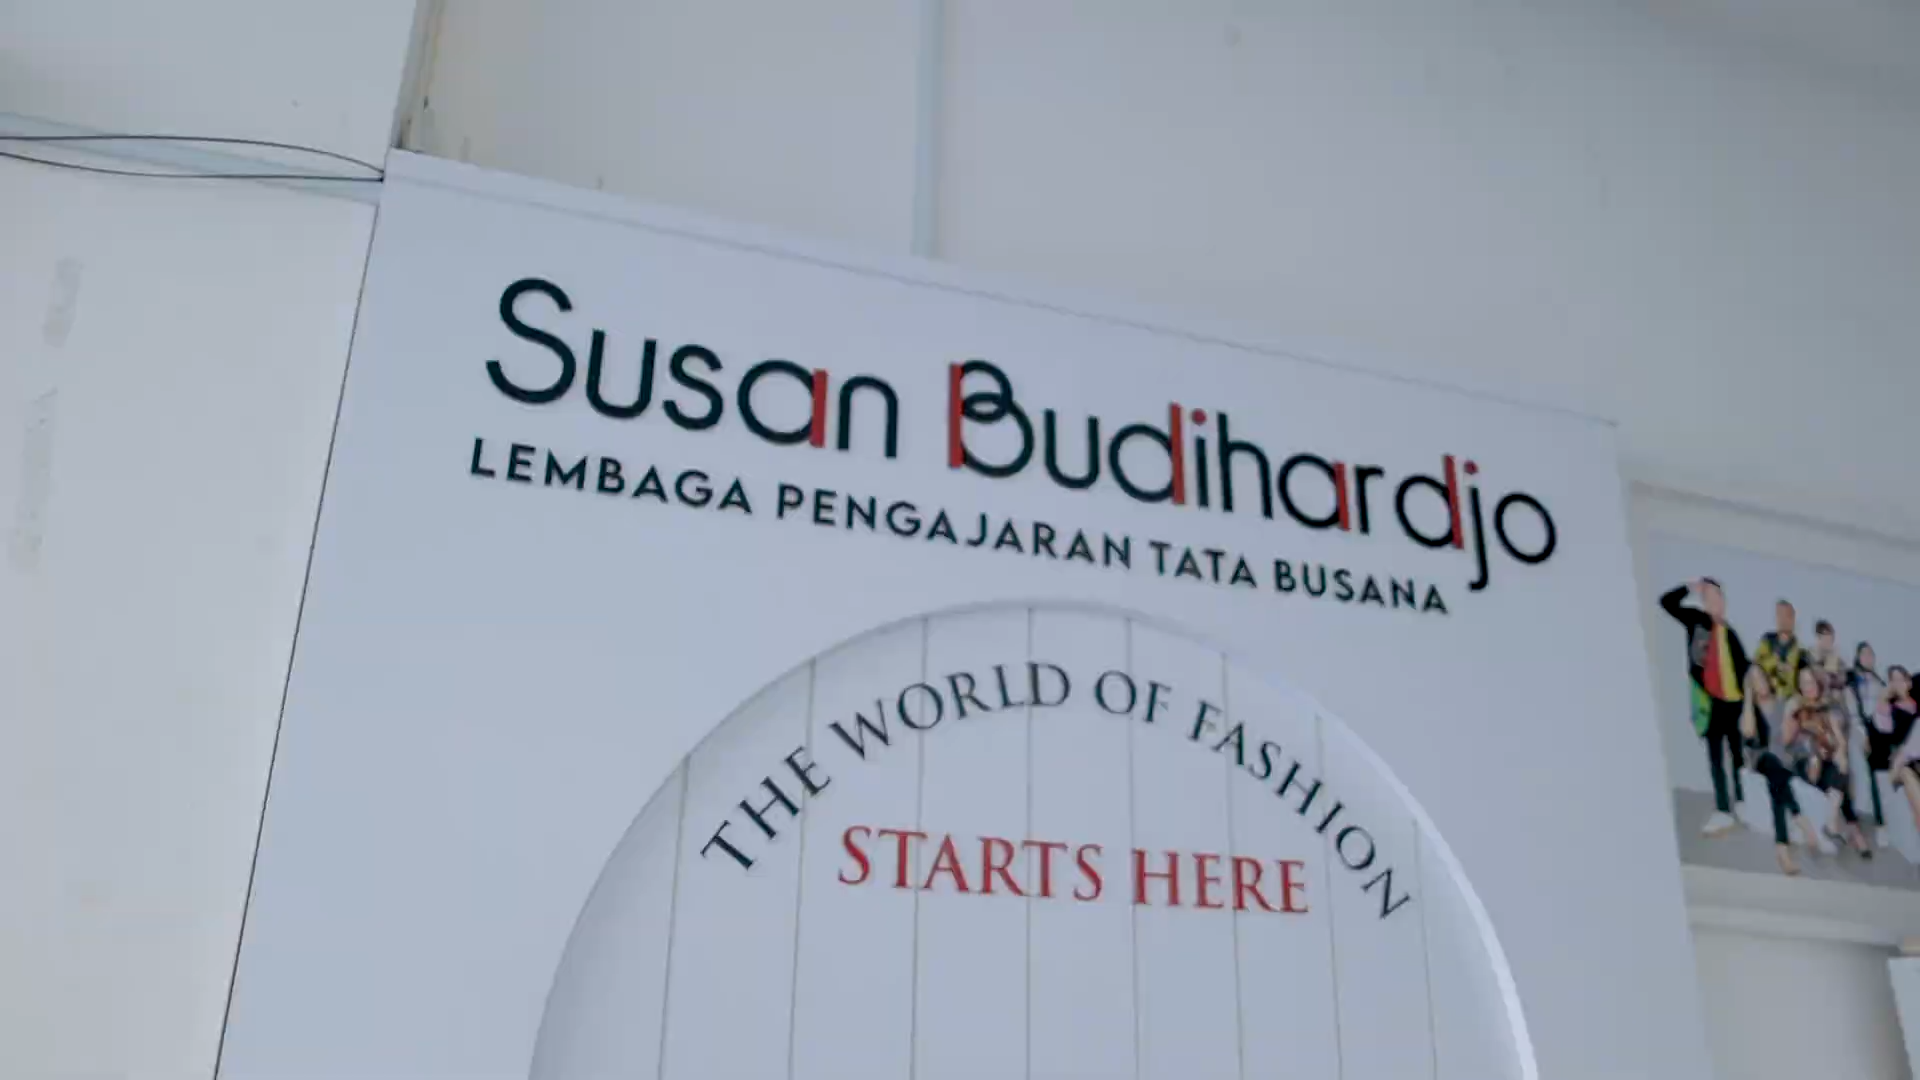 Susan Budihardjo
LEMBAGA PENGAJARAN TATA BUSANA
THE WORLD OF FASHION
STARTS HERE